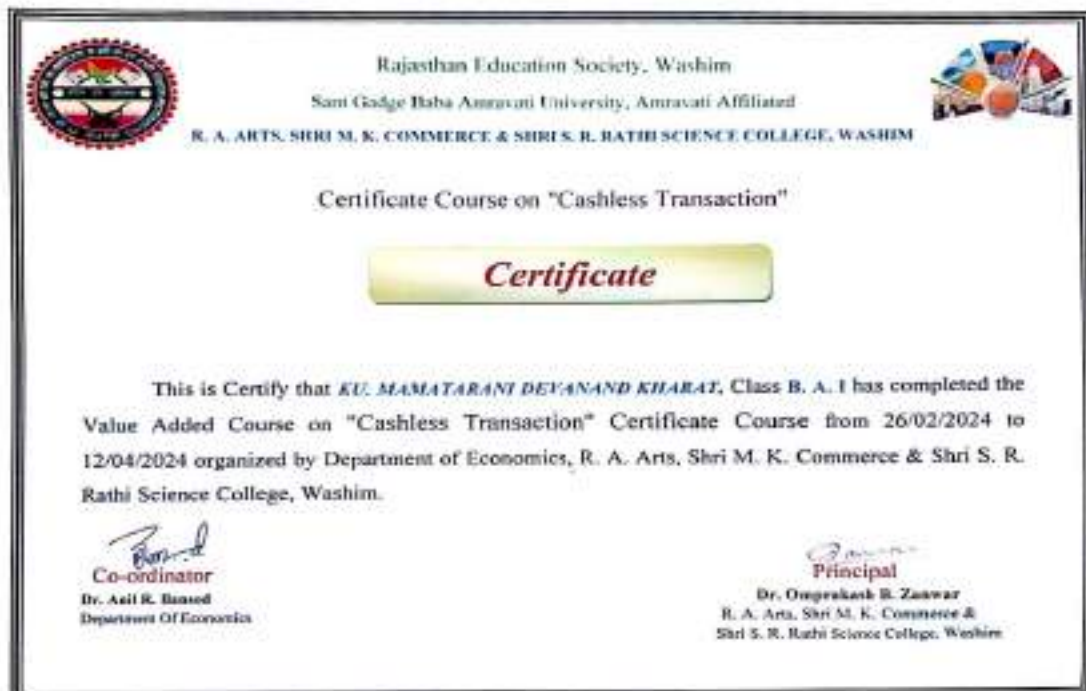 Rajasthan Education Society, Washim
Sant Gadge Baba Amravati University, Amravati Affiliated
R. A. ARTS, SHRI M. K. COMMERCE & SHRI S. R. RATHI SCIENCE COLLEGE, WASHIM
Certificate Course on "Cashless Transaction"
Certificate
This is Certify that KU. MAMATARANI DEVANAND KHARAT, Class B. A. I has completed the
Value Added Course on "Cashless Transaction" Certificate Course from 26/02/2024 to
12/04/2024 organized by Department of Economics, R. A. Arts, Shri M. K. Commerce & Shri S. R.
Rathi Science College, Washim.
Co-ordinator
Dr. Anil R. Bansod
Department Of Economics
Principal
Dr. Omprakash B. Zanwar
R. A. Arts, Shri M. K. Commerce &
Shri S. R. Rathi Science College, Washim